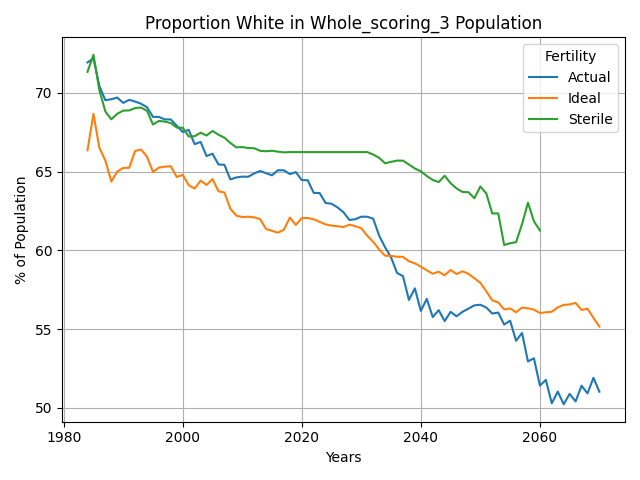 Proportion White in Whole_scoring_3 Population
Fertility
Actual
Ideal
Sterile
% of Population
70
65
60
55
50
1980
2000
2020
2040
2060
Years